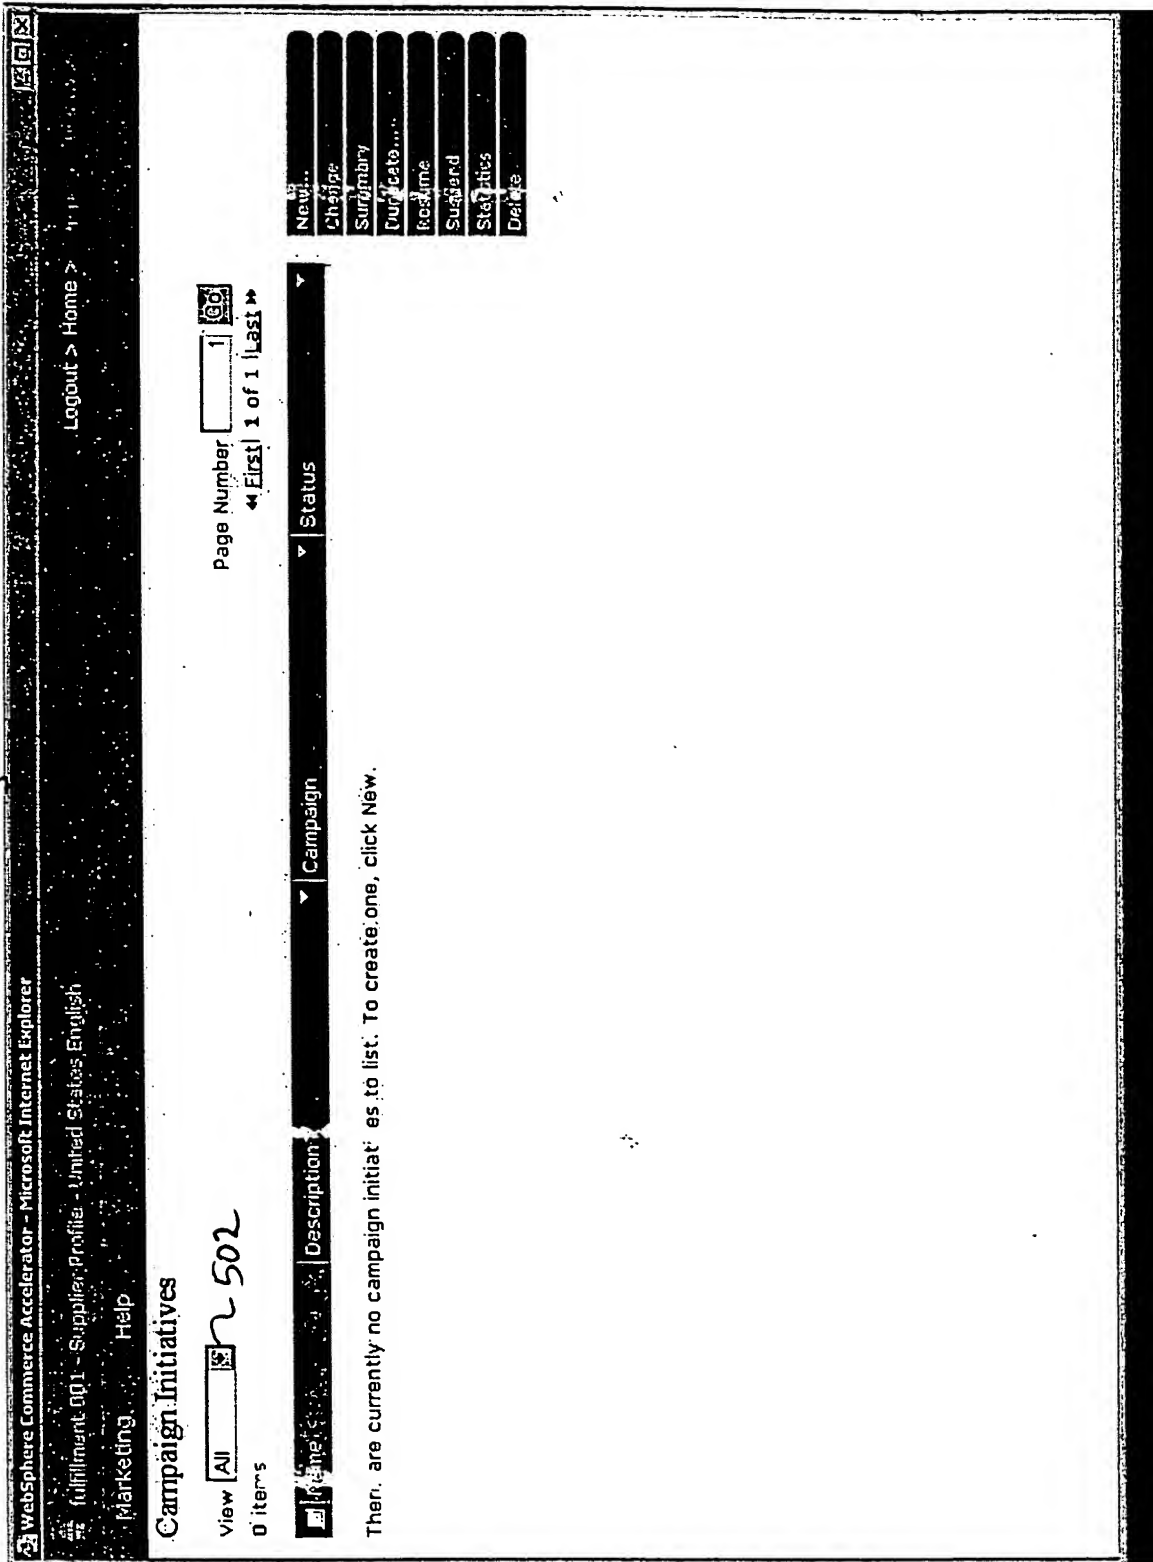 WebSphere Commerce Accelerator - Microsoft Internet Explorer
fulfillment 001 - Supplier Profile - United States English
Logout > Home >
Marketing Help
Campaign Initiatives
View All 502
Page Number 1 Go
0 items
First 1 of 1 Last
Name Description Campaign Status
New...
Change
Summary
Duplicate...
Resume
Suspend
Statistics
Delete
There are currently no campaign initiatives to list. To create one, click New.